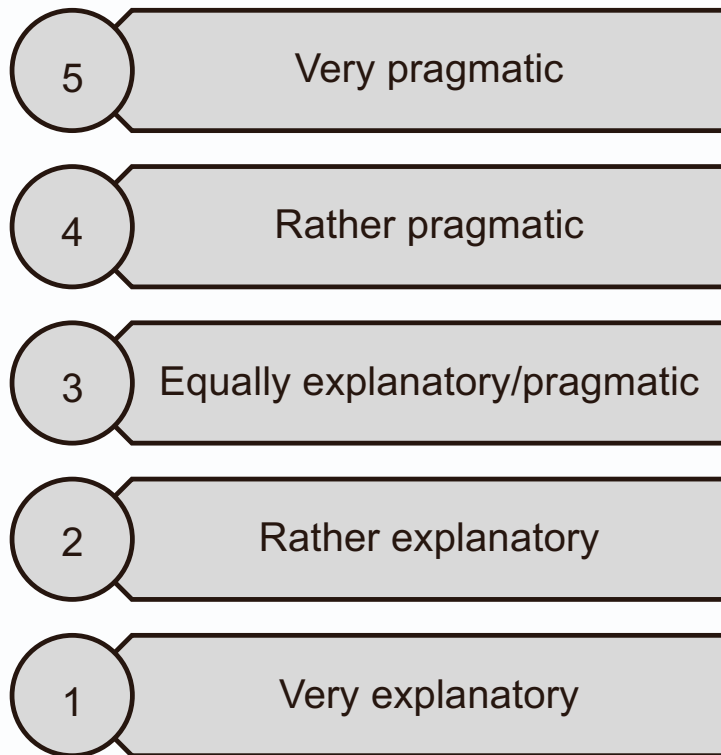 5 Very pragmatic
4 Rather pragmatic
3 Equally explanatory/pragmatic
2 Rather explanatory
1 Very explanatory